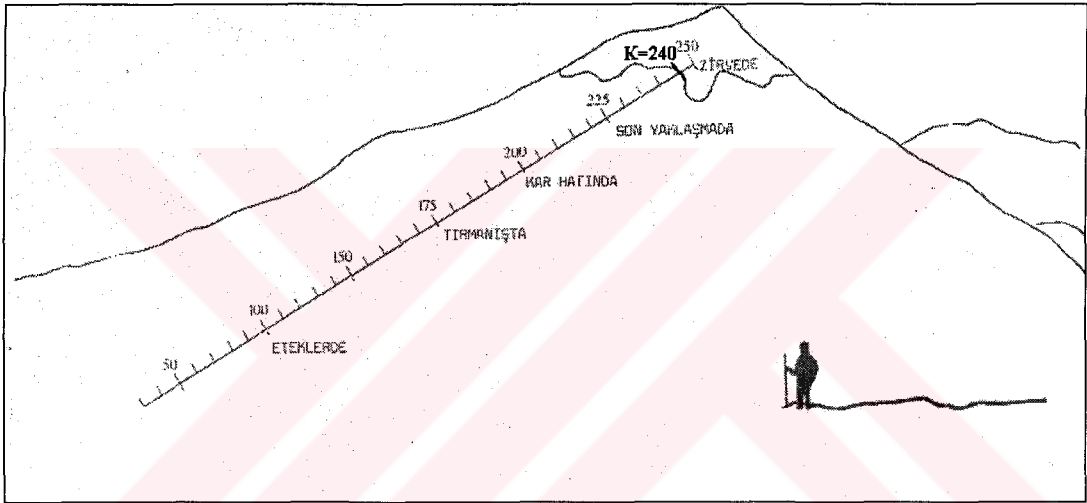 K=240 250
ZİRVEDE
225
SON YAKLAŞMADA
200
KAR HATINDA
175
TIRMANIŞTA
150
100
ETEKLERDE
50